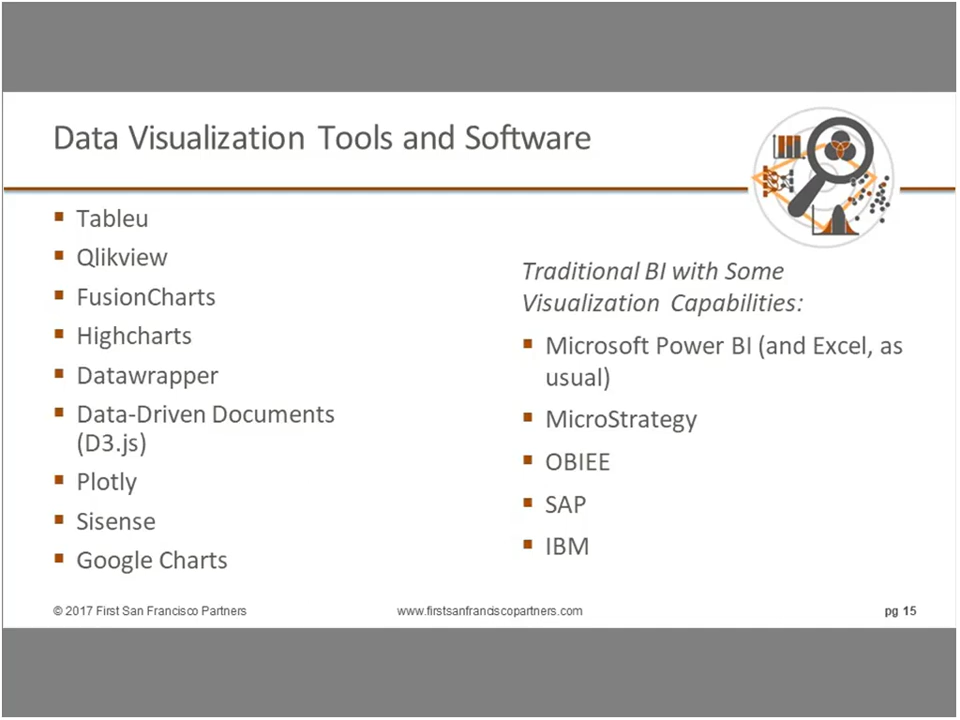 Data Visualization Tools and Software
Tableu
Qlikview
FusionCharts
Highcharts
Datawrapper
Data-Driven Documents
(D3.js)
Plotly
Sisense
Google Charts
Traditional BI with Some
Visualization Capabilities:
Microsoft Power BI (and Excel, as
usual)
MicroStrategy
OBIEE
SAP
IBM
© 2017 First San Francisco Partners
www.firstsanfranciscopartners.com
pg 15